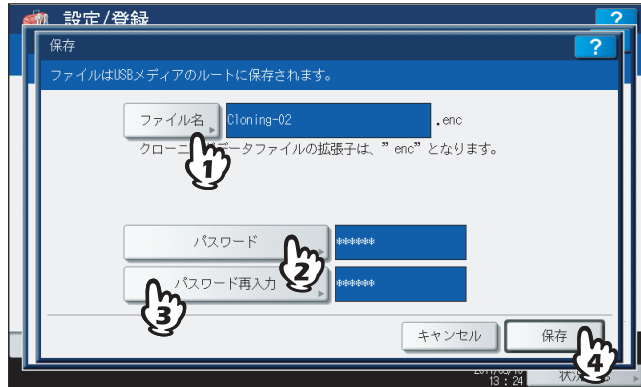 設定/登録
?
保存
?
ファイルはUSBメディアのルートに保存されます。
ファイル名
Cloning-02
.enc
1
データファイルの拡張子は、”enc”となります。
パスワード
******
2
パスワード再入力
******
3
キャンセル
保存
4
13:24